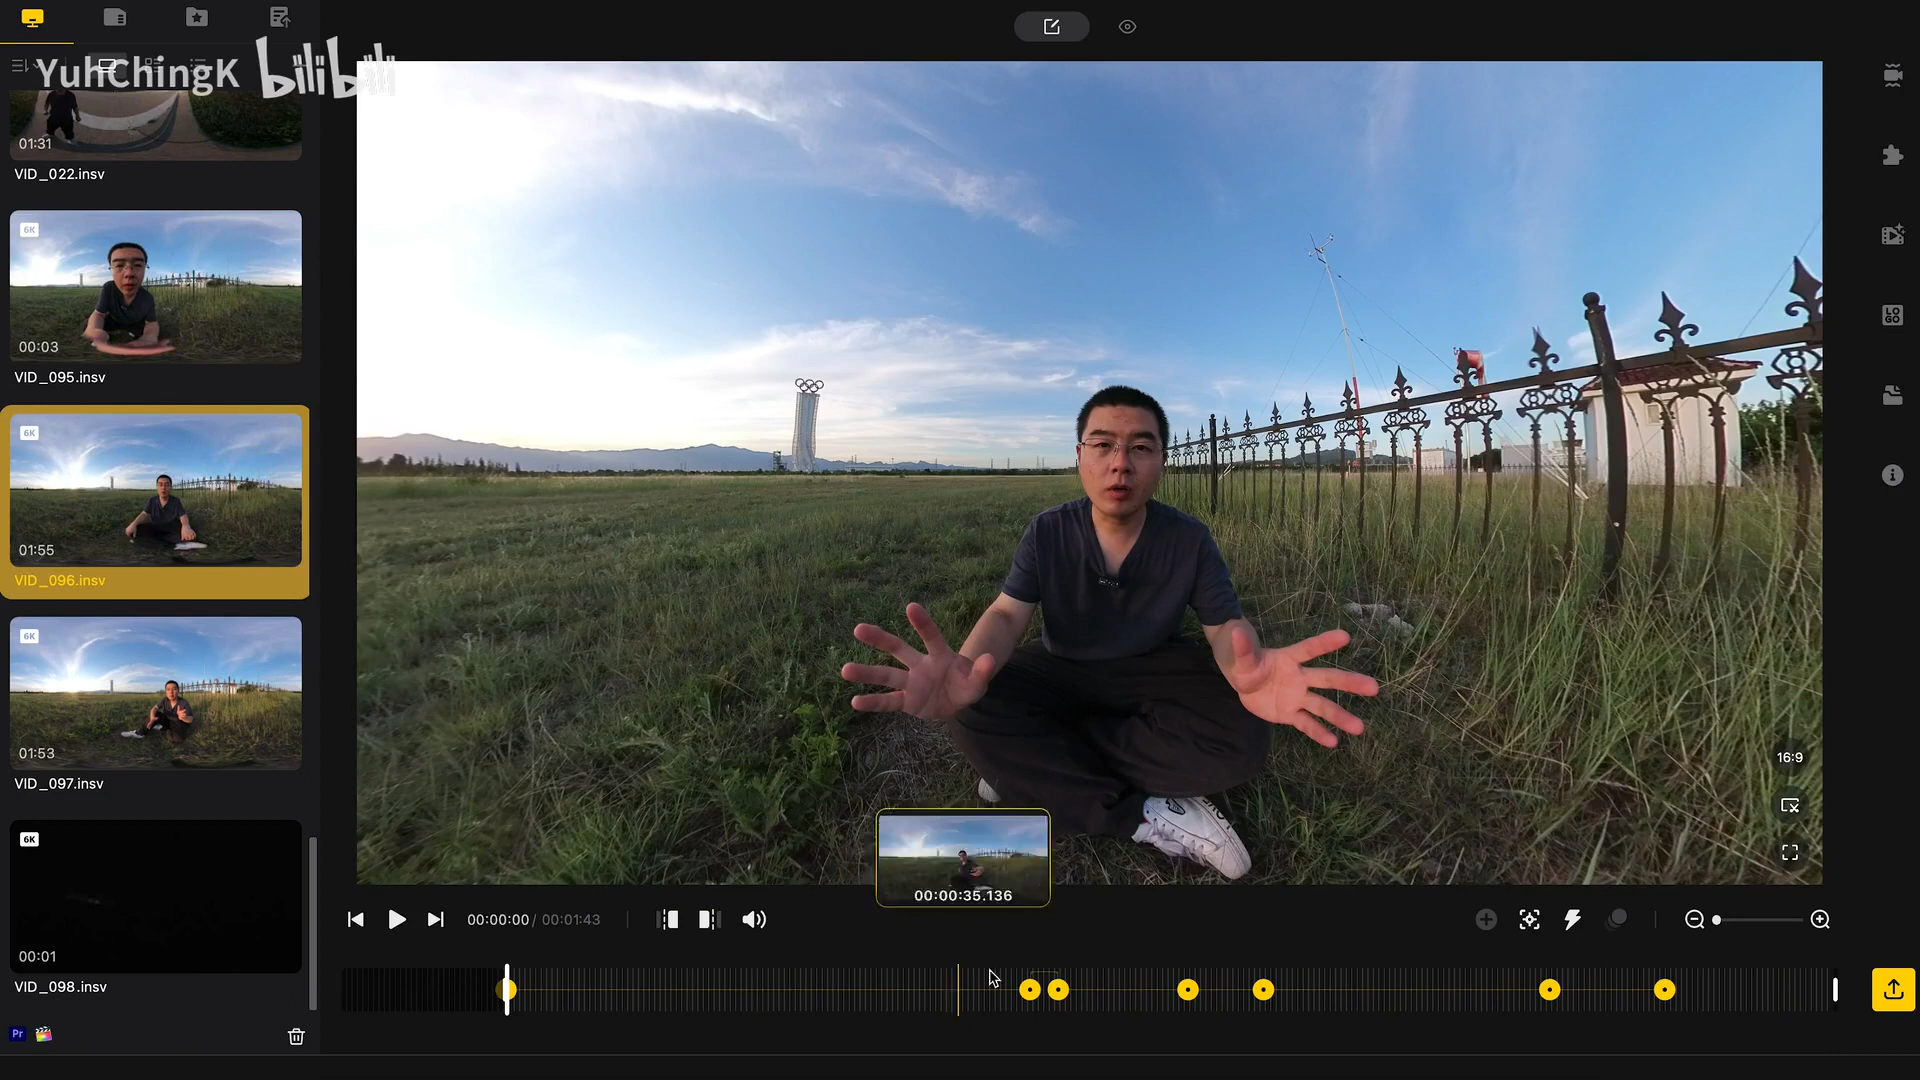 YuhChingK bilibili
01:31
VID_022.insv
6K
00:03
VID_095.insv
6K
01:55
VID_096.insv
6K
01:53
VID_097.insv
6K
00:01
VID_098.insv
Pr
LOGO
16:9
00:00:35.136
00:00:00 / 00:01:43